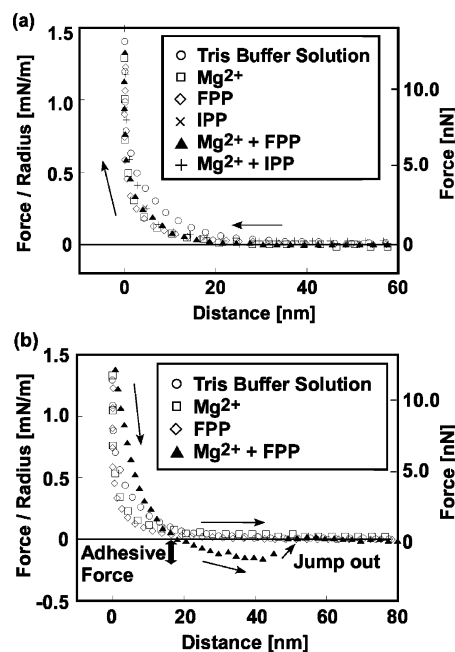 (a)
1.5
1.0
0.5
0
Force / Radius [mN/m]
Tris Buffer Solution
Mg2+
FPP
IPP
Mg2+ + FPP
Mg2+ + IPP
10.0
5.0
0
Force [nN]
0 20 40 60
Distance [nm]
(b)
1.5
1.0
0.5
0
-0.5
Force / Radius [mN/m]
Tris Buffer Solution
Mg2+
FPP
Mg2+ + FPP
10.0
5.0
0
Force [nN]
Adhesive
Force
Jump out
0 20 40 60 80
Distance [nm]